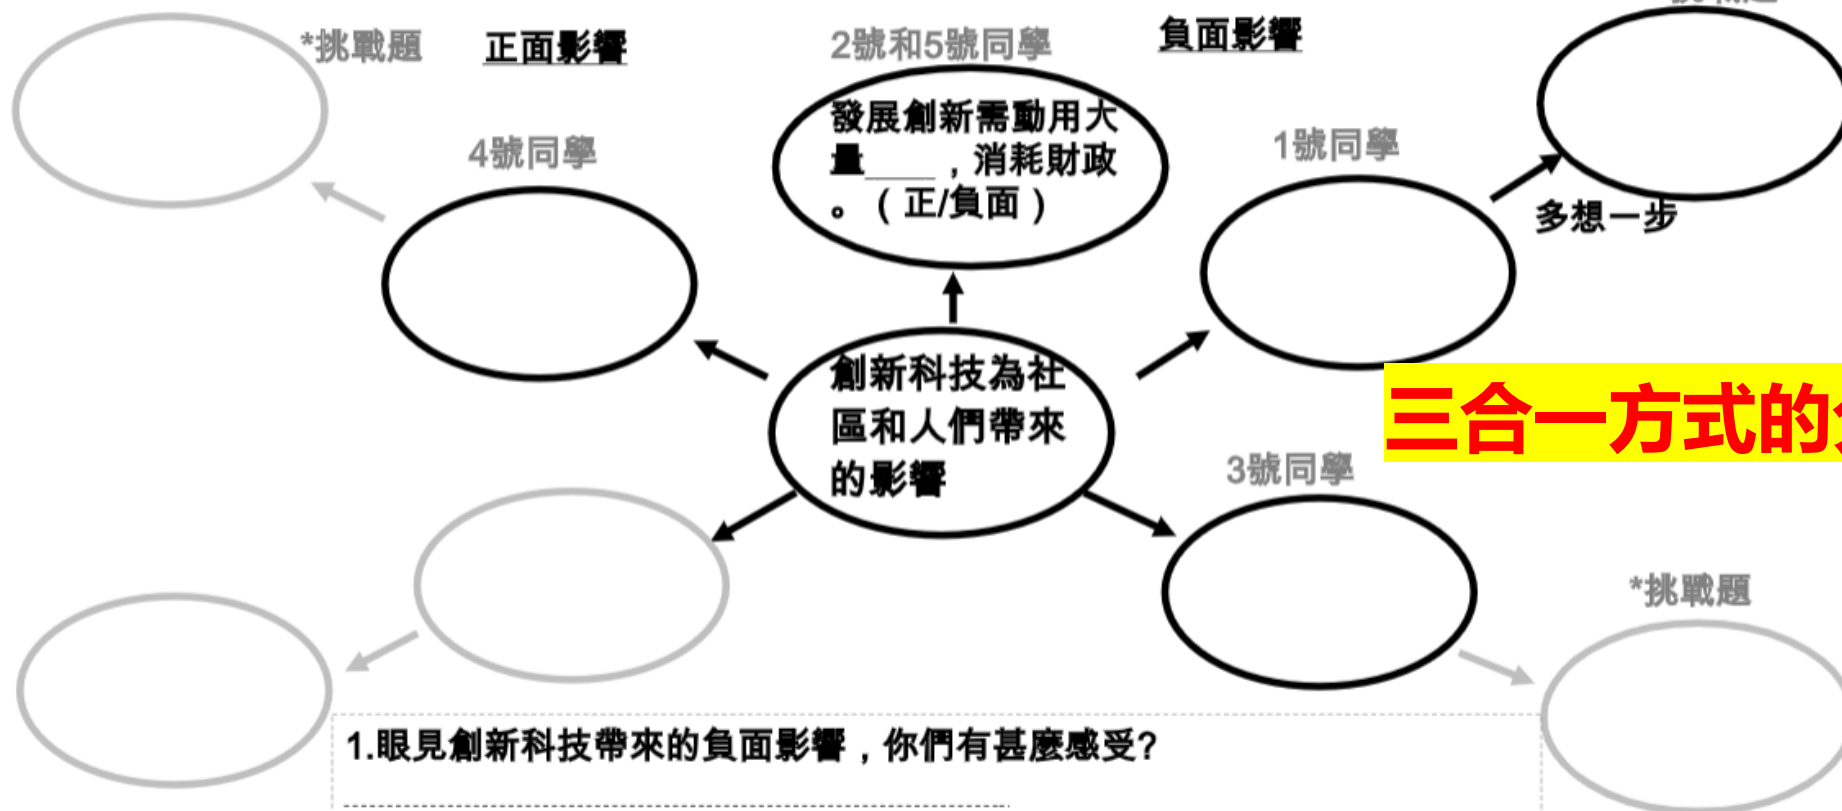 *挑戰題
正面影響
2號和5號同學
負面影響
發展創新需動用大
量____，消耗財政
。（正/負面）
4號同學
1號同學
多想一步
創新科技為社
區和人們帶來
的影響
三合一方式的
3號同學
*挑戰題
1.眼見創新科技帶來的負面影響，你們有甚麼感受?